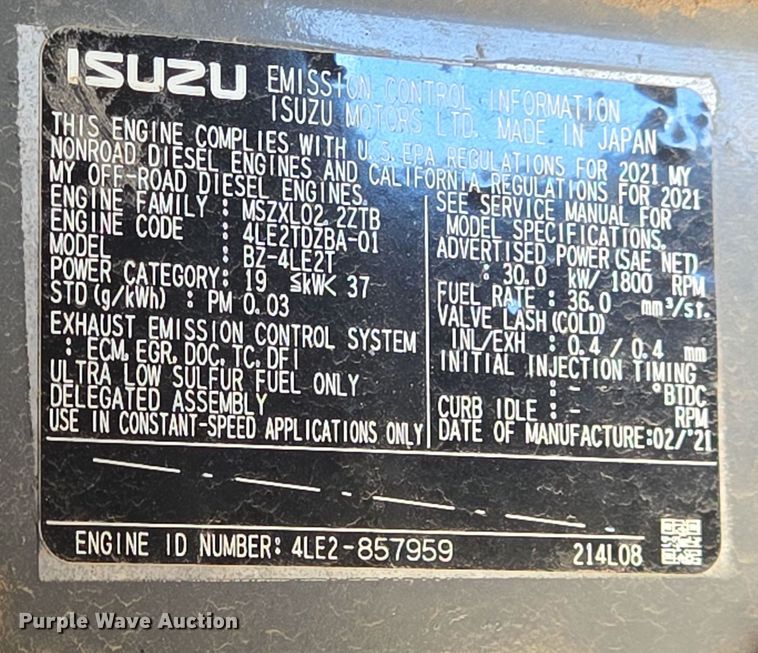 ISUZU EMISSION CONTROL INFORMATION
ISUZU MOTORS LTD. MADE IN JAPAN
THIS ENGINE COMPLIES WITH U.S. EPA REGULATIONS FOR 2021 MY
NONROAD DIESEL ENGINES AND CALIFORNIA REGULATIONS FOR 2021
MY OFF-ROAD DIESEL ENGINES.
ENGINE FAMILY : MSZXL02.2ZTB
ENGINE CODE : 4LE2TDZBA-01
MODEL : BZ-4LE2T
POWER CATEGORY: 19 ≦kW< 37
STD (g/kWh) : PM 0.03
EXHAUST EMISSION CONTROL SYSTEM
: ECM, EGR, DOC, TC, DFI
ULTRA LOW SULFUR FUEL ONLY
DELEGATED ASSEMBLY
USE IN CONSTANT-SPEED APPLICATIONS ONLY
SEE SERVICE MANUAL FOR
MODEL SPECIFICATIONS.
ADVERTISED POWER (SAE NET)
: 30.0 kW/ 1800 RPM
FUEL RATE : 36.0 mm³/st.
VALVE LASH (COLD)
INL/EXH : 0.4 / 0.4 mm
INITIAL INJECTION TIMING
: - °BTDC
CURB IDLE : - RPM
DATE OF MANUFACTURE:02/'21
ENGINE ID NUMBER: 4LE2-857959
214L08
Purple Wave Auction